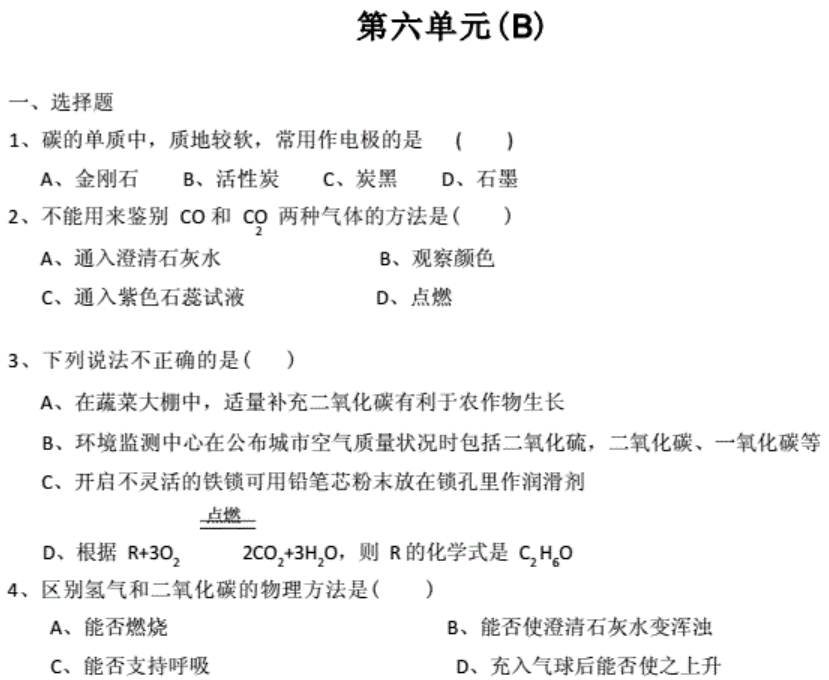 第六单元(B)
一、选择题
1、碳的单质中，质地较软，常用作电极的是 （ ）
A、金刚石 B、活性炭 C、炭黑 D、石墨
2、不能用来鉴别 CO 和 CO₂ 两种气体的方法是（ ）
A、通入澄清石灰水 B、观察颜色
C、通入紫色石蕊试液 D、点燃
3、下列说法不正确的是（ ）
A、在蔬菜大棚中，适量补充二氧化碳有利于农作物生长
B、环境监测中心在公布城市空气质量状况时包括二氧化硫，二氧化碳、一氧化碳等
C、开启不灵活的铁锁可用铅笔芯粉末放在锁孔里作润滑剂
点燃
D、根据 R+3O₂ 2CO₂+3H₂O，则 R 的化学式是 C₂H₆O
4、区别氢气和二氧化碳的物理方法是（ ）
A、能否燃烧 B、能否使澄清石灰水变浑浊
C、能否支持呼吸 D、充入气球后能否使之上升